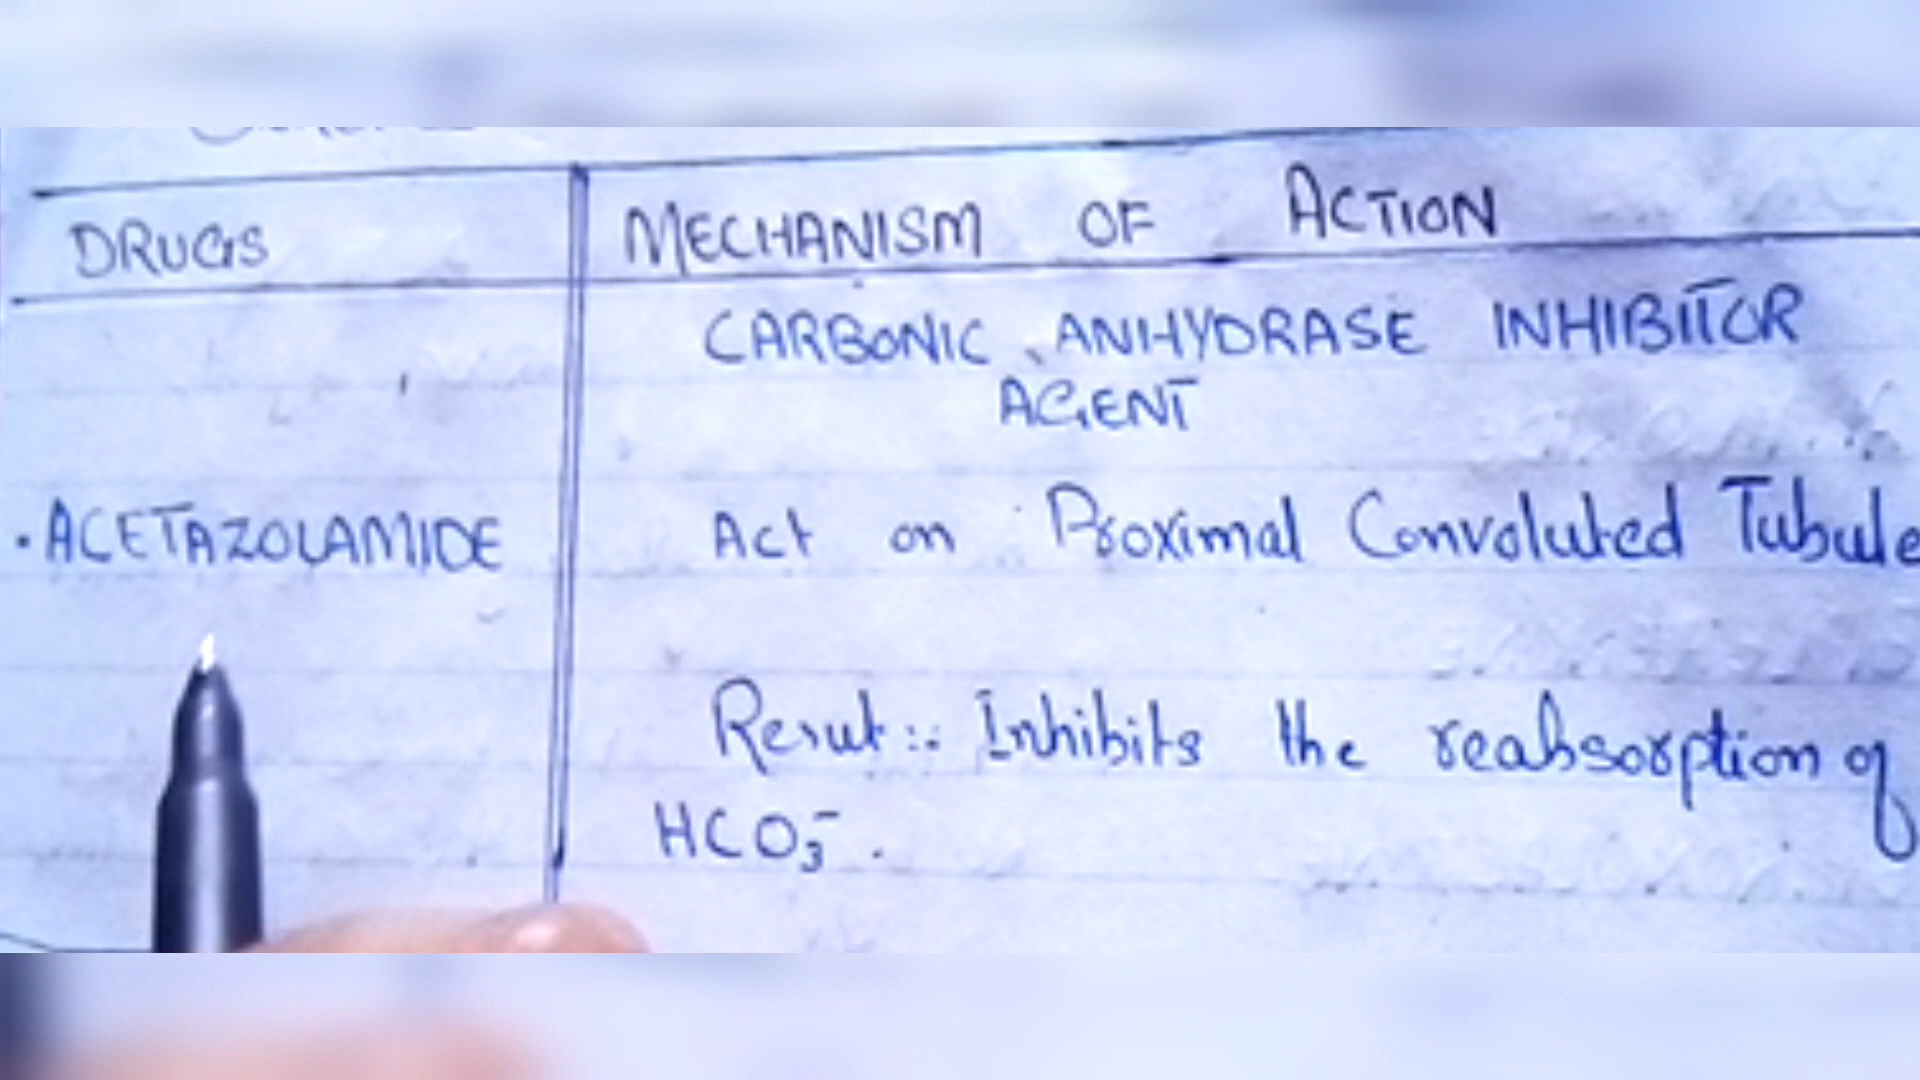 DRUGS MECHANISM OF ACTION
CARBONIC ANHYDRASE INHIBITOR
AGENT
• ACETAZOLAMIDE Act on Proximal Convoluted Tubule
Resut :- Inhibits the reabsorption of
HCO3- .